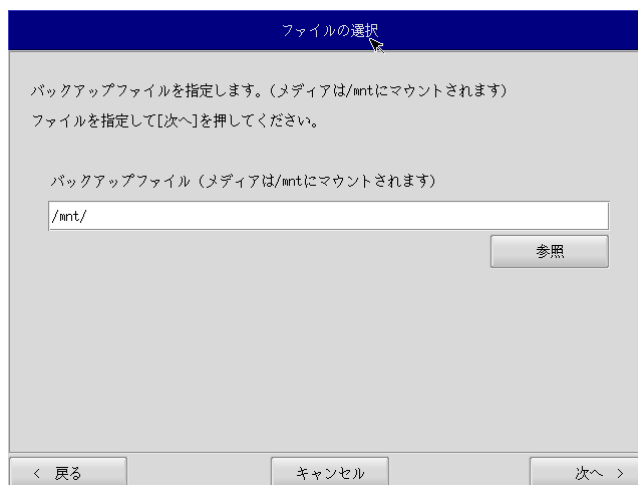 ファイルの選択
バックアップファイルを指定します。(メディアは/mntにマウントされます)
ファイルを指定して[次へ]を押してください。
バックアップファイル（メディアは/mntにマウントされます)
/mnt/
参照
< 戻る
キャンセル
次へ >